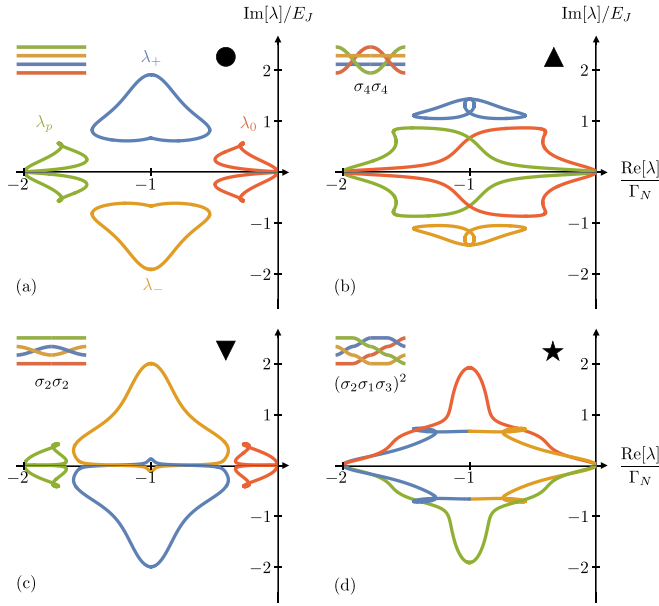 Im[λ]/E_J Im[λ]/E_J
λ_+ 2 2
σ_4σ_4
λ_p 1 λ_0 1
-2 -1 -2 -1 Re[λ]/Γ_N
-1 -1
(a) λ_- -2 (b) -2
2 2
σ_2σ_2 (σ_2σ_1σ_3)^2
1 1
-2 -1 -2 -1 Re[λ]/Γ_N
-1 -1
(c) -2 (d) -2